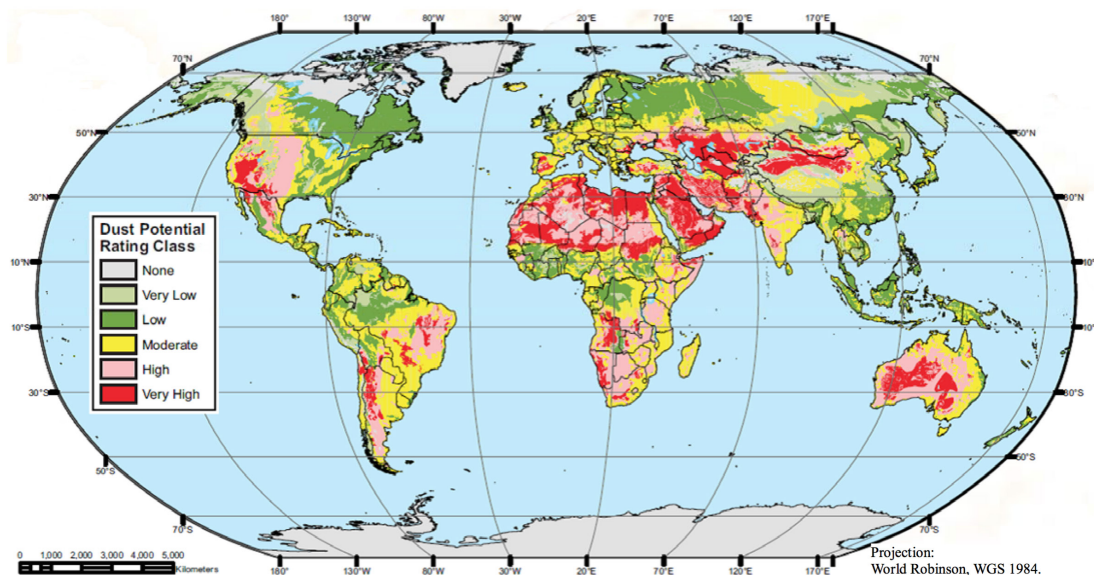 180° 130°W 80°W 30°W 20°E 70°E 120°E 170°E
70°N 70°N
50°N 50°N
30°N 30°N
Dust Potential
Rating Class
None
Very Low
Low
Moderate
High
Very High
10°N 10°N
10°S 10°S
30°S 30°S
50°S 50°S
70°S 70°S
0 1,000 2,000 3,000 4,000 5,000
Kilometers
180° 130°W 80°W 30°W 20°E 70°E 120°E 170°E
Projection:
World Robinson, WGS 1984.